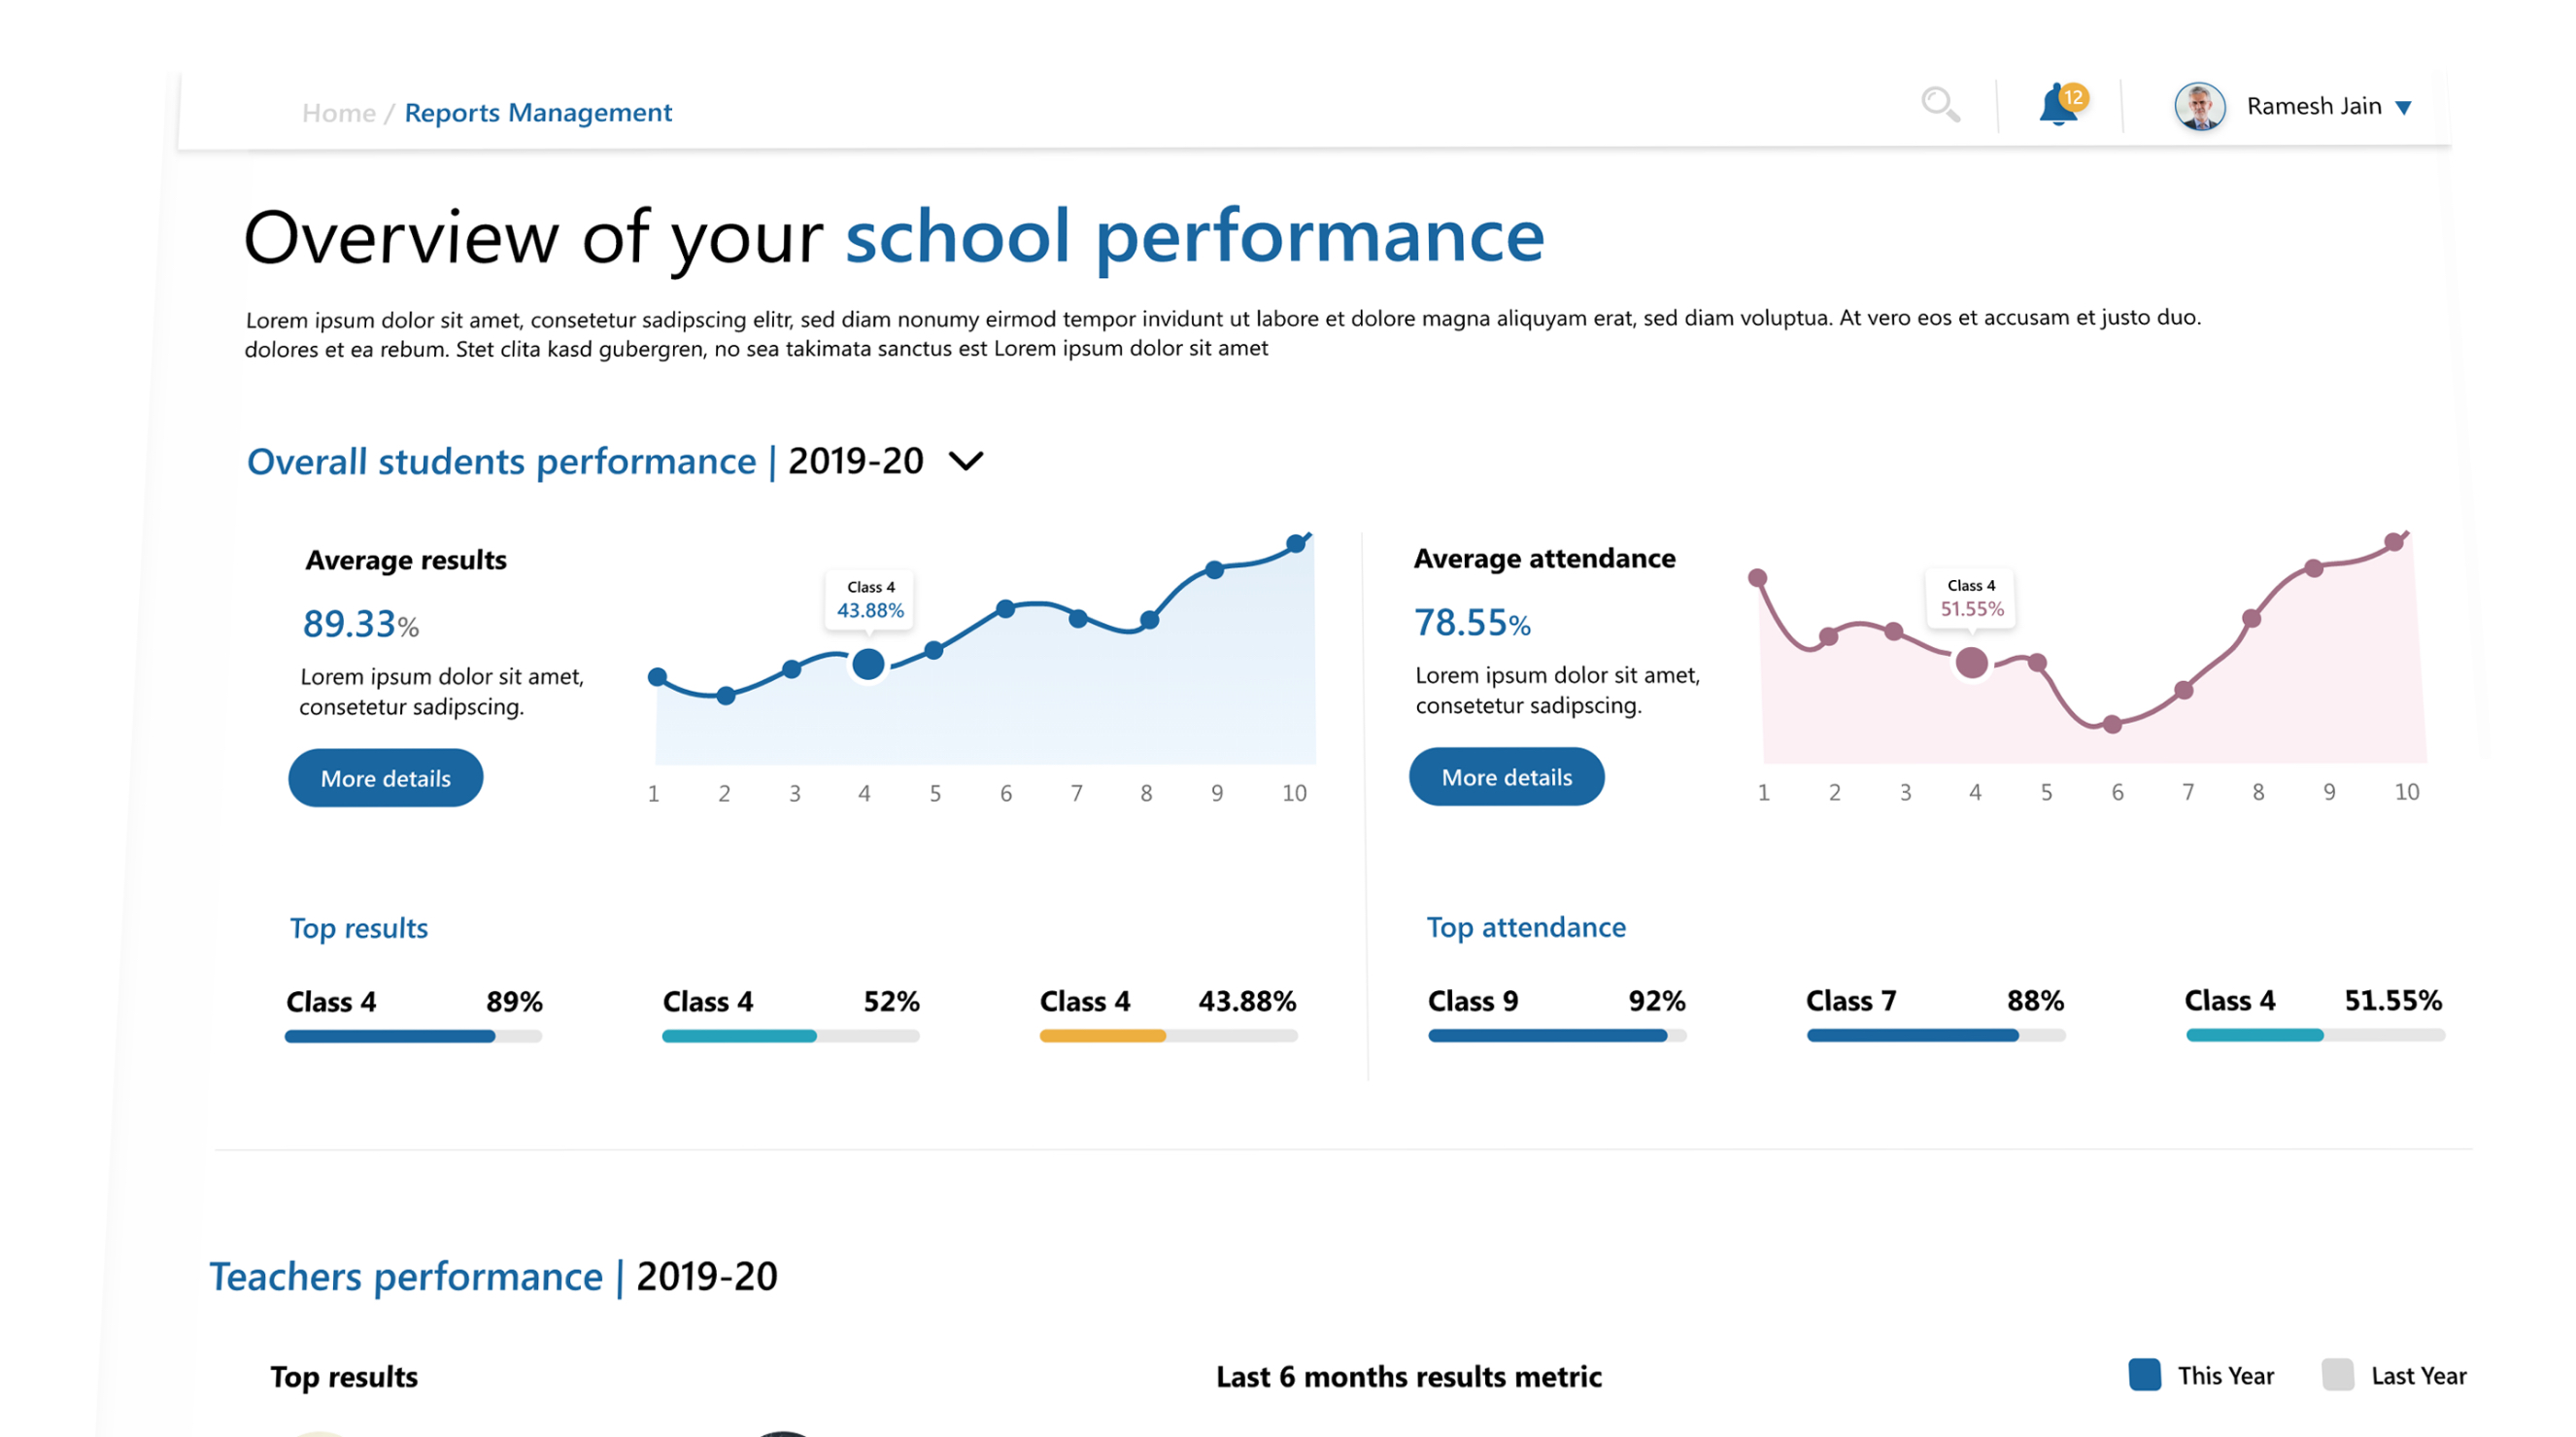 Home / Reports Management
12
Ramesh Jain
Overview of your school performance
Lorem ipsum dolor sit amet, consetetur sadipscing elitr, sed diam nonumy eirmod tempor invidunt ut labore et dolore magna aliquyam erat, sed diam voluptua. At vero eos et accusam et justo duo.
dolores et ea rebum. Stet clita kasd gubergren, no sea takimata sanctus est Lorem ipsum dolor sit amet
Overall students performance | 2019-20
Average results
89.33%
Lorem ipsum dolor sit amet,
consetetur sadipscing.
More details
Class 4
43.88%
1 2 3 4 5 6 7 8 9 10
Average attendance
78.55%
Lorem ipsum dolor sit amet,
consetetur sadipscing.
More details
Class 4
51.55%
1 2 3 4 5 6 7 8 9 10
Top results
Class 4 89%
Class 4 52%
Class 4 43.88%
Top attendance
Class 9 92%
Class 7 88%
Class 4 51.55%
Teachers performance | 2019-20
Top results
Last 6 months results metric
This Year
Last Year